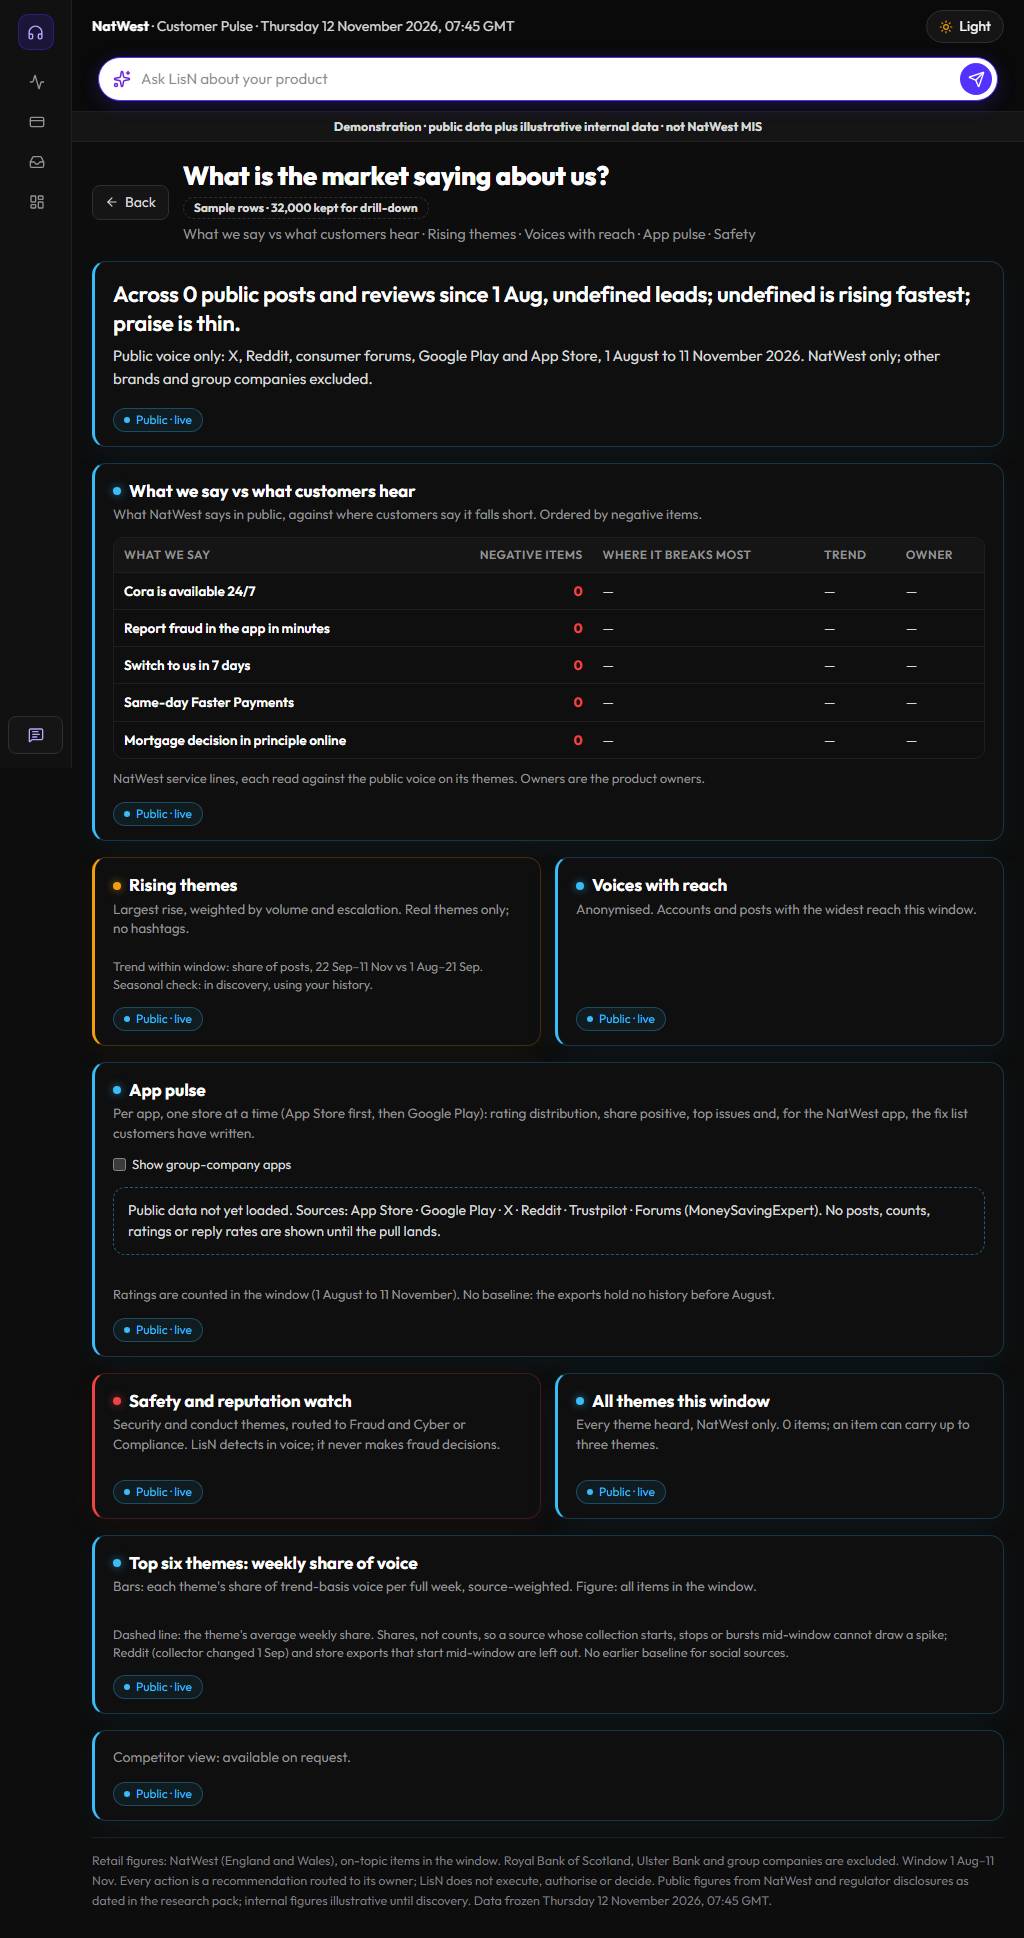 NatWest · Customer Pulse · Thursday 12 November 2026, 07:45 GMT
Light
Ask LisN about your product
Demonstration · public data plus illustrative internal data · not NatWest MIS
Back
What is the market saying about us?
Sample rows · 32,000 kept for drill-down
What we say vs what customers hear · Rising themes · Voices with reach · App pulse · Safety
Across 0 public posts and reviews since 1 Aug, undefined leads; undefined is rising fastest;
praise is thin.
Public voice only: X, Reddit, consumer forums, Google Play and App Store, 1 August to 11 November 2026. NatWest only; other
brands and group companies excluded.
Public · live
What we say vs what customers hear
What NatWest says in public, against where customers say it falls short. Ordered by negative items.
WHAT WE SAY NEGATIVE ITEMS WHERE IT BREAKS MOST TREND OWNER
Cora is available 24/7 0 — — —
Report fraud in the app in minutes 0 — — —
Switch to us in 7 days 0 — — —
Same-day Faster Payments 0 — — —
Mortgage decision in principle online 0 — — —
NatWest service lines, each read against the public voice on its themes. Owners are the product owners.
Public · live
Rising themes
Largest rise, weighted by volume and escalation. Real themes only;
no hashtags.
Trend within window: share of posts, 22 Sep–11 Nov vs 1 Aug–21 Sep.
Seasonal check: in discovery, using your history.
Public · live
Voices with reach
Anonymised. Accounts and posts with the widest reach this window.
Public · live
App pulse
Per app, one store at a time (App Store first, then Google Play): rating distribution, share positive, top issues and, for the NatWest app, the fix list
customers have written.
Show group-company apps
Public data not yet loaded. Sources: App Store · Google Play · X · Reddit · Trustpilot · Forums (MoneySavingExpert). No posts, counts,
ratings or reply rates are shown until the pull lands.
Ratings are counted in the window (1 August to 11 November). No baseline: the exports hold no history before August.
Public · live
Safety and reputation watch
Security and conduct themes, routed to Fraud and Cyber or
Compliance. LisN detects in voice; it never makes fraud decisions.
Public · live
All themes this window
Every theme heard, NatWest only. 0 items; an item can carry up to
three themes.
Public · live
Top six themes: weekly share of voice
Bars: each theme's share of trend-basis voice per full week, source-weighted. Figure: all items in the window.
Dashed line: the theme's average weekly share. Shares, not counts, so a source whose collection starts, stops or bursts mid-window cannot draw a spike;
Reddit (collector changed 1 Sep) and store exports that start mid-window are left out. No earlier baseline for social sources.
Public · live
Competitor view: available on request.
Public · live
Retail figures: NatWest (England and Wales), on-topic items in the window. Royal Bank of Scotland, Ulster Bank and group companies are excluded. Window 1 Aug–11
Nov. Every action is a recommendation routed to its owner; LisN does not execute, authorise or decide. Public figures from NatWest and regulator disclosures as
dated in the research pack; internal figures illustrative until discovery. Data frozen Thursday 12 November 2026, 07:45 GMT.